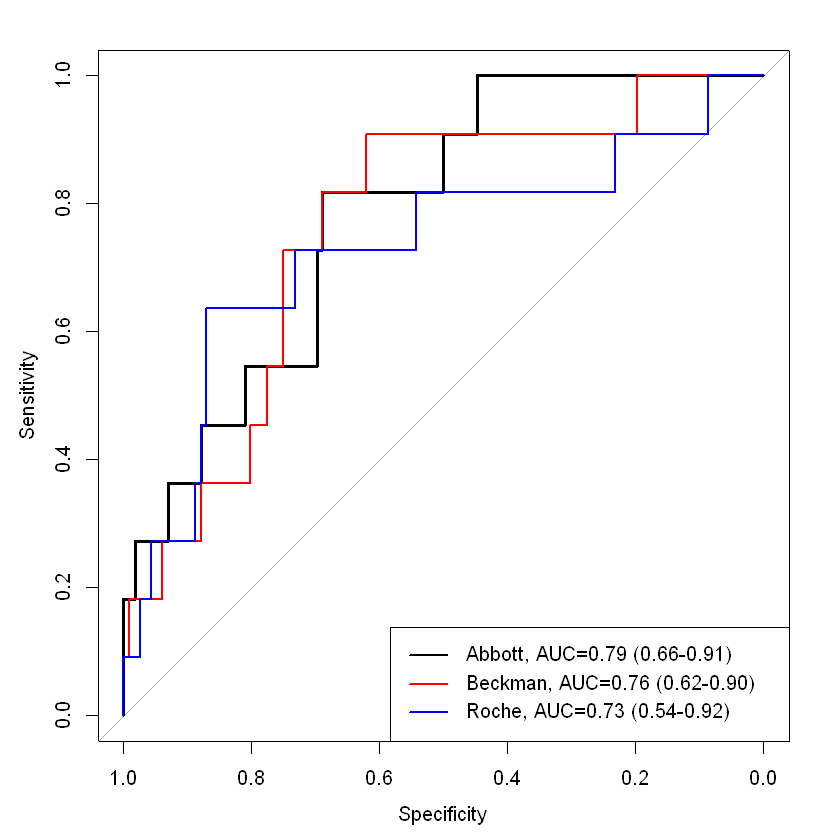 Sensitivity
1.0
0.8
0.6
0.4
0.2
0.0
Abbott, AUC=0.79 (0.66-0.91)
Beckman, AUC=0.76 (0.62-0.90)
Roche, AUC=0.73 (0.54-0.92)
1.0 0.8 0.6 0.4 0.2 0.0
Specificity